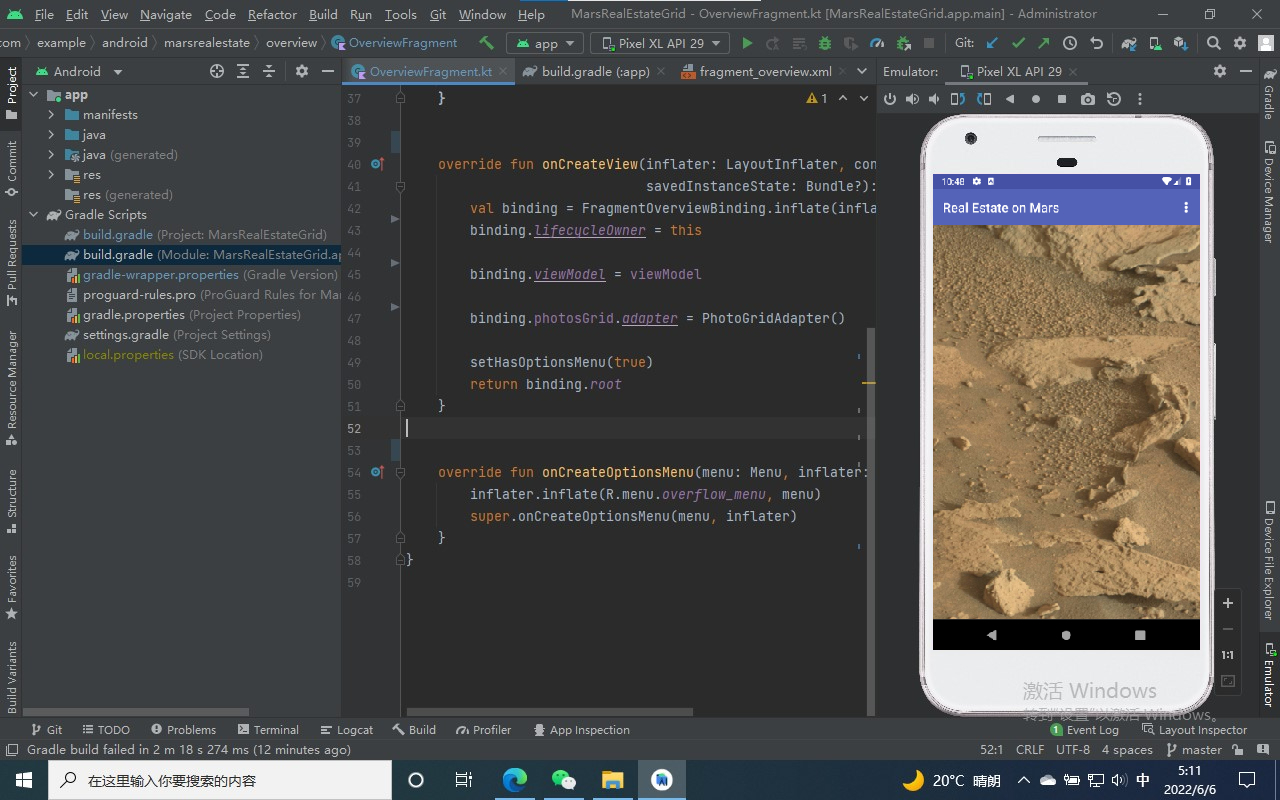 File Edit View Navigate Code Refactor Build Run Tools Git Window Help MarsRealEstateGrid - OverviewFragment.kt [MarsRealEstateGrid.app.main] - Administrator
com example android marsrealestate overview OverviewFragment app Pixel XL API 29 Git:
Android OverviewFragment.kt build.gradle (:app) fragment_overview.xml Emulator: Pixel XL API 29
Project
Commit
Pull Requests
Resource Manager
Structure
Favorites
Build Variants
app
manifests
java
java (generated)
res
res (generated)
Gradle Scripts
build.gradle (Project: MarsRealEstateGrid)
build.gradle (Module: MarsRealEstateGrid.ap
gradle-wrapper.properties (Gradle Version)
proguard-rules.pro (ProGuard Rules for Mar
gradle.properties (Project Properties)
settings.gradle (Project Settings)
local.properties (SDK Location)
1
37 }
38
39
40 override fun onCreateView(inflater: LayoutInflater, con
41 savedInstanceState: Bundle?):
42 val binding = FragmentOverviewBinding.inflate(infla
43 binding.lifecycleOwner = this
44
45 binding.viewModel = viewModel
46
47 binding.photosGrid.adapter = PhotoGridAdapter()
48
49 setHasOptionsMenu(true)
50 return binding.root
51 }
52
53
54 override fun onCreateOptionsMenu(menu: Menu, inflater:
55 inflater.inflate(R.menu.overflow_menu, menu)
56 super.onCreateOptionsMenu(menu, inflater)
57 }
58 }
59
10:48
Real Estate on Mars
1:1
激活 Windows
转到"设置"以激活 Windows。
Gradle
Device Manager
Device File Explorer
Emulator
Git TODO Problems Terminal Logcat Build Profiler App Inspection 1 Event Log Layout Inspector
Gradle build failed in 2 m 18 s 274 ms (12 minutes ago) 52:1 CRLF UTF-8 4 spaces master
在这里输入你要搜索的内容 20°C 晴朗 中 5:11
2022/6/6